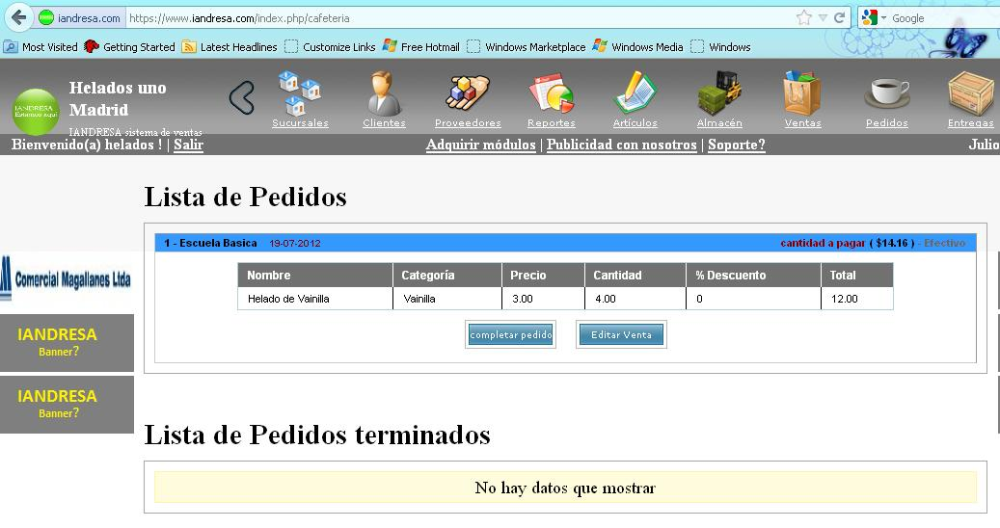 iandresa.com https://www.iandresa.com/index.php/cafeteria Google
Most Visited Getting Started Latest Headlines Customize Links Free Hotmail Windows Marketplace Windows Media Windows
Helados uno
Madrid
IANDRESA
Estamos aqui
IANDRESA sistema de ventas
Sucursales Clientes Proveedores Reportes Artículos Almacén Ventas Pedidos Entregas
Bienvenido(a) helados ! | Salir Adquirir módulos | Publicidad con nosotros | Soporte? Julio
Lista de Pedidos
1 - Escuela Basica 19-07-2012 cantidad a pagar ( $14.16 ) - Efectivo
Nombre Categoría Precio Cantidad % Descuento Total
Helado de Vainilla Vainilla 3.00 4.00 0 12.00
completar pedido Editar Venta
Comercial Magallanes Ltda
IANDRESA
Banner?
IANDRESA
Banner?
Lista de Pedidos terminados
No hay datos que mostrar